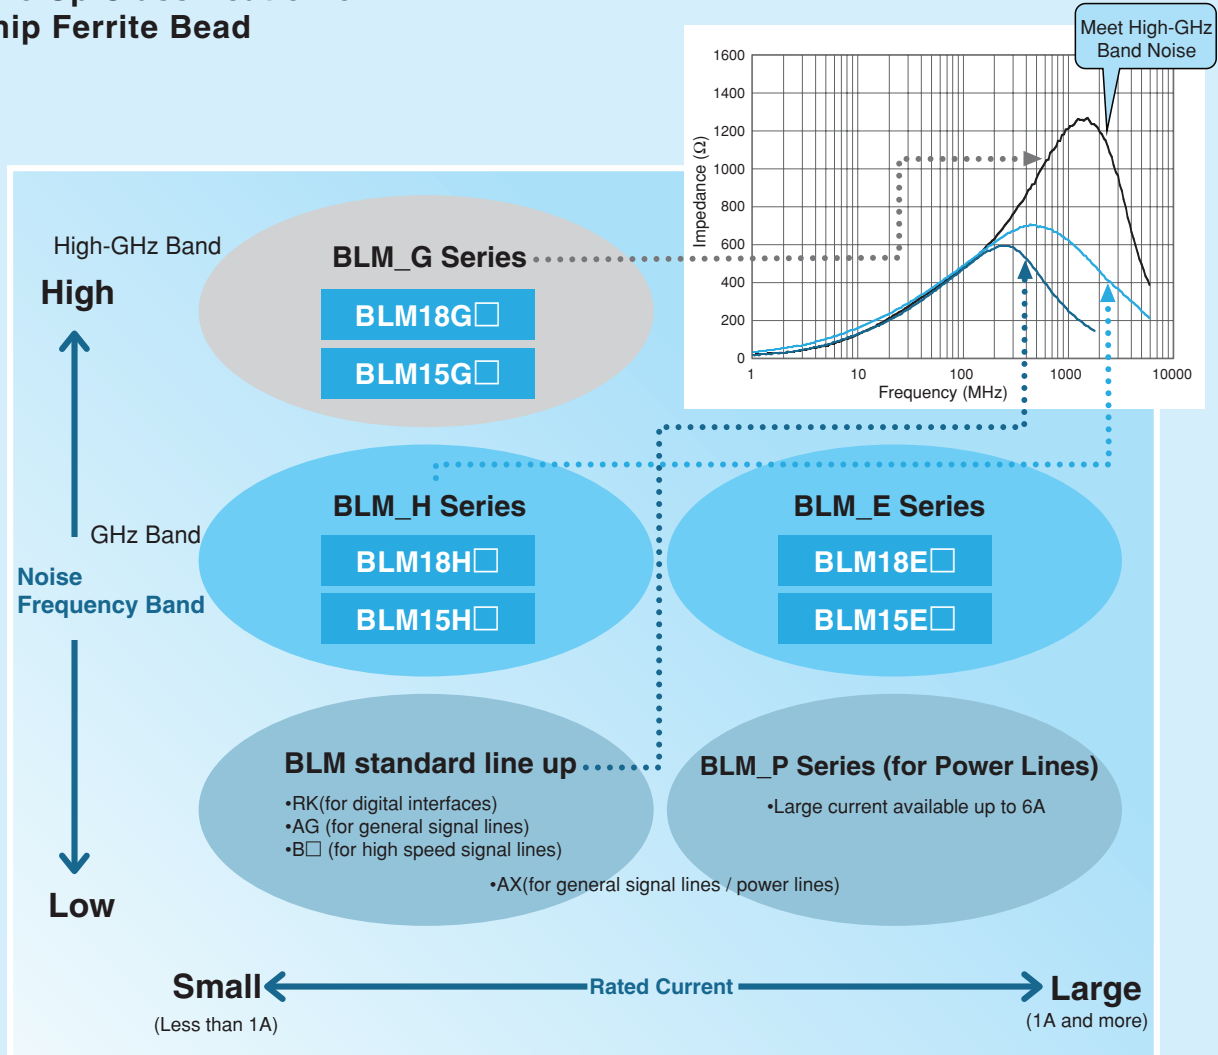 hip Ferrite Bead
Meet High-GHz
Band Noise
1600
1400
1200
1000
800
600
400
200
0
Impedance (Ω)
1
10
100
1000
10000
Frequency (MHz)
High-GHz Band
High
BLM_G Series
BLM18G□
BLM15G□
GHz Band
Noise
Frequency Band
BLM_H Series
BLM18H□
BLM15H□
BLM_E Series
BLM18E□
BLM15E□
BLM standard line up
•RK(for digital interfaces)
•AG (for general signal lines)
•B□ (for high speed signal lines)
BLM_P Series (for Power Lines)
•Large current available up to 6A
•AX(for general signal lines / power lines)
Low
Small
(Less than 1A)
Rated Current
Large
(1A and more)